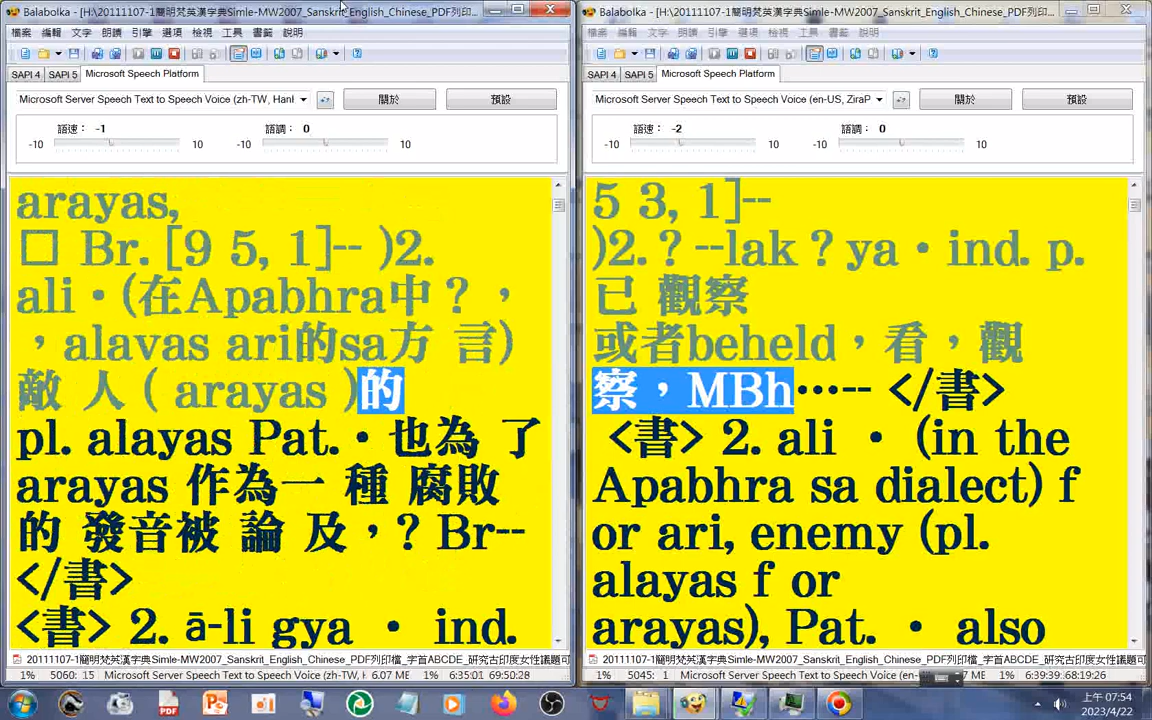 Balabolka - [H:\20111107-1簡明梵英漢字典Simle-MW2007_Sanskrit_English_Chinese_PDF列印...
檔案 編輯 文字 朗讀 引擎 選項 檢視 工具 書籤 說明
SAPI 4 SAPI 5 Microsoft Speech Platform
Microsoft Server Speech Text to Speech Voice (zh-TW, Hanl 關於 預設
語速： -1 語調： 0
-10 10 -10 10
arayas,
□ Br. [9 5, 1]-- )2.
ali‧(在Apabhra中？，
，alavas ari的sa方 言)
敵 人 ( arayas )的
pl. alayas Pat.‧也為 了
arayas 作為一 種 腐敗
的 發音被 論 及，? Br--
</書>
<書> 2. ā-li gya ‧ ind.
20111107-1簡明梵英漢字典Simle-MW2007_Sanskrit_English_Chinese_PDF列印檔_字首ABCDE_研究古印度女性議題可
1% 5060: 15 Microsoft Server Speech Text to Speech Voice (zh-TW, H 6.07 ME 1% 6:35:01 69:50:28
Balabolka - [H:\20111107-1簡明梵英漢字典Simle-MW2007_Sanskrit_English_Chinese_PDF列印...
檔案 編輯 文字 朗讀 引擎 選項 檢視 工具 書籤 說明
SAPI 4 SAPI 5 Microsoft Speech Platform
Microsoft Server Speech Text to Speech Voice (en-US, ZiraP 關於 預設
語速： -2 語調： 0
-10 10 -10 10
5 3, 1]--
)2.？--lak？ya‧ind. p.
已 觀察
或者beheld，看，觀
察，MBh…-- </書>
<書> 2. ali ‧ (in the
Apabhra sa dialect) f
or ari, enemy (pl.
alayas f or
arayas), Pat. ‧ also
20111107-1簡明梵英漢字典Simle-MW2007_Sanskrit_English_Chinese_PDF列印檔_字首ABCDE_研究古印度女性議題可
1% 5045: 1 Microsoft Server Speech Text to Speech Voice (en-US, Z 7.07 ME 1% 6:39:39 68:19:26
上午 07:54
2023/4/22